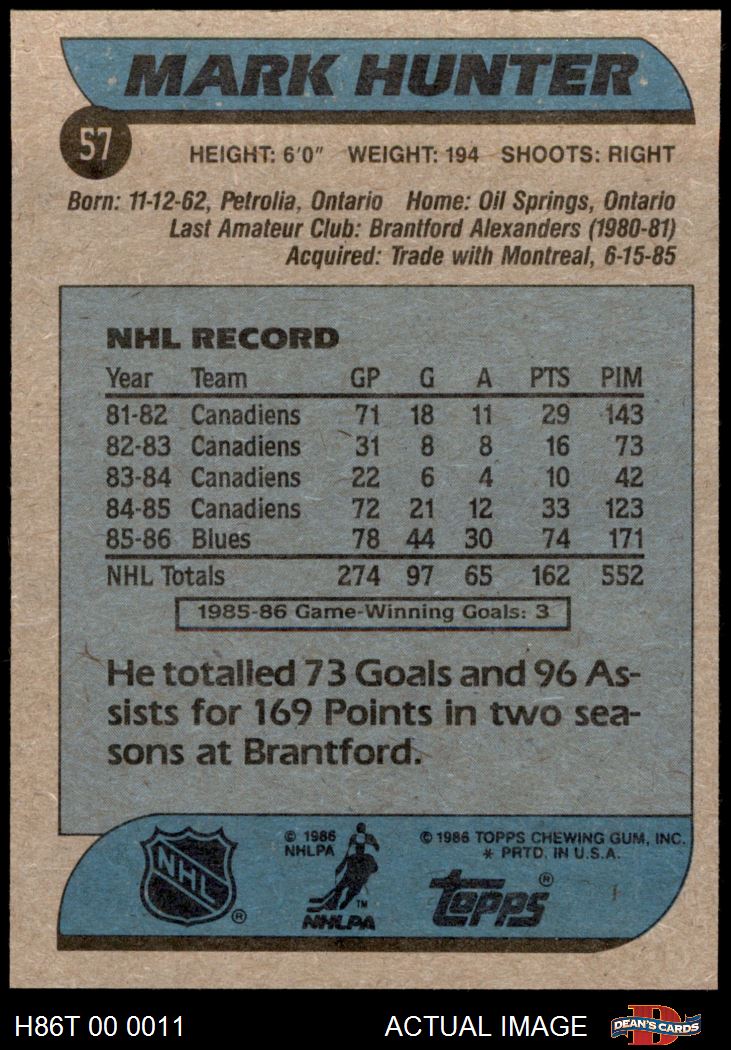 MARK HUNTER
57
HEIGHT: 6'0" WEIGHT: 194 SHOOTS: RIGHT
Born: 11-12-62, Petrolia, Ontario Home: Oil Springs, Ontario
Last Amateur Club: Brantford Alexanders (1980-81)
Acquired: Trade with Montreal, 6-15-85
NHL RECORD
Year Team GP G A PTS PIM
81-82 Canadiens 71 18 11 29 143
82-83 Canadiens 31 8 8 16 73
83-84 Canadiens 22 6 4 10 42
84-85 Canadiens 72 21 12 33 123
85-86 Blues 78 44 30 74 171
NHL Totals 274 97 65 162 552
1985-86 Game-Winning Goals: 3
He totalled 73 Goals and 96 As-
sists for 169 Points in two sea-
sons at Brantford.
NHL ®
© 1986
NHLPA
NHLPA ™
© 1986 TOPPS CHEWING GUM, INC.
* PRTD. IN U.S.A.
topps ®
H86T 00 0011 ACTUAL IMAGE
D
DEAN'S CARDS